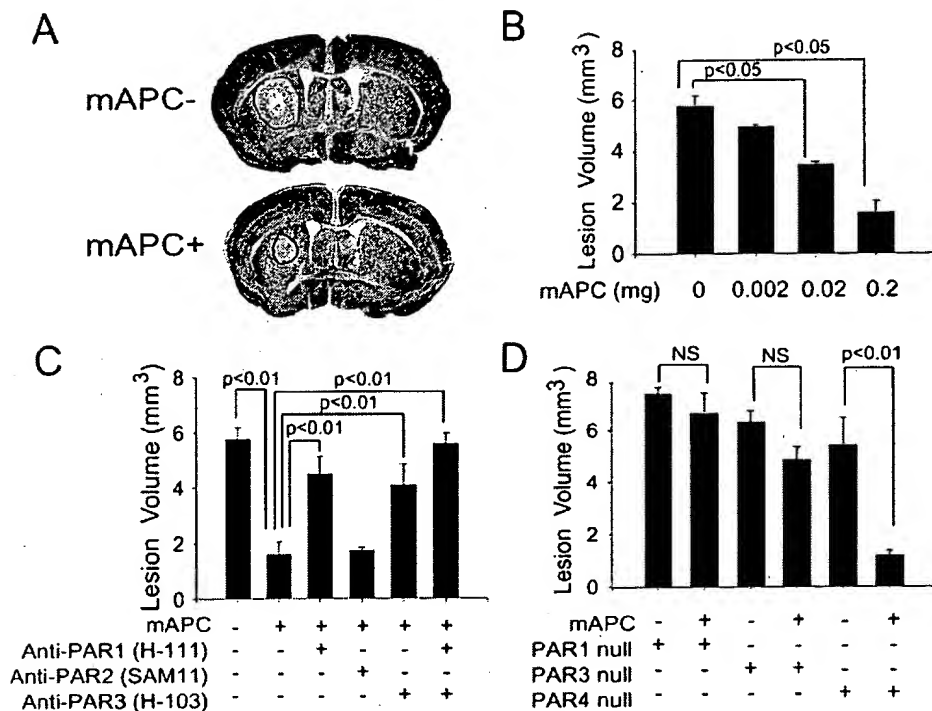 A
mAPC-
mAPC+
B
Lesion Volume (mm³)
8
6
4
2
0
p<0.05
p<0.05
mAPC (mg) 0 0.002 0.02 0.2
C
Lesion Volume (mm³)
8
6
4
2
0
p<0.01
p<0.01
p<0.01
p<0.01
mAPC - + + + + +
Anti-PAR1 (H-111) - - + - - +
Anti-PAR2 (SAM11) - - - + - -
Anti-PAR3 (H-103) - - - - + +
D
Lesion Volume (mm³)
8
6
4
2
0
NS
NS
p<0.01
mAPC - + - + - +
PAR1 null + + - - - -
PAR3 null - - + + - -
PAR4 null - - - - + +